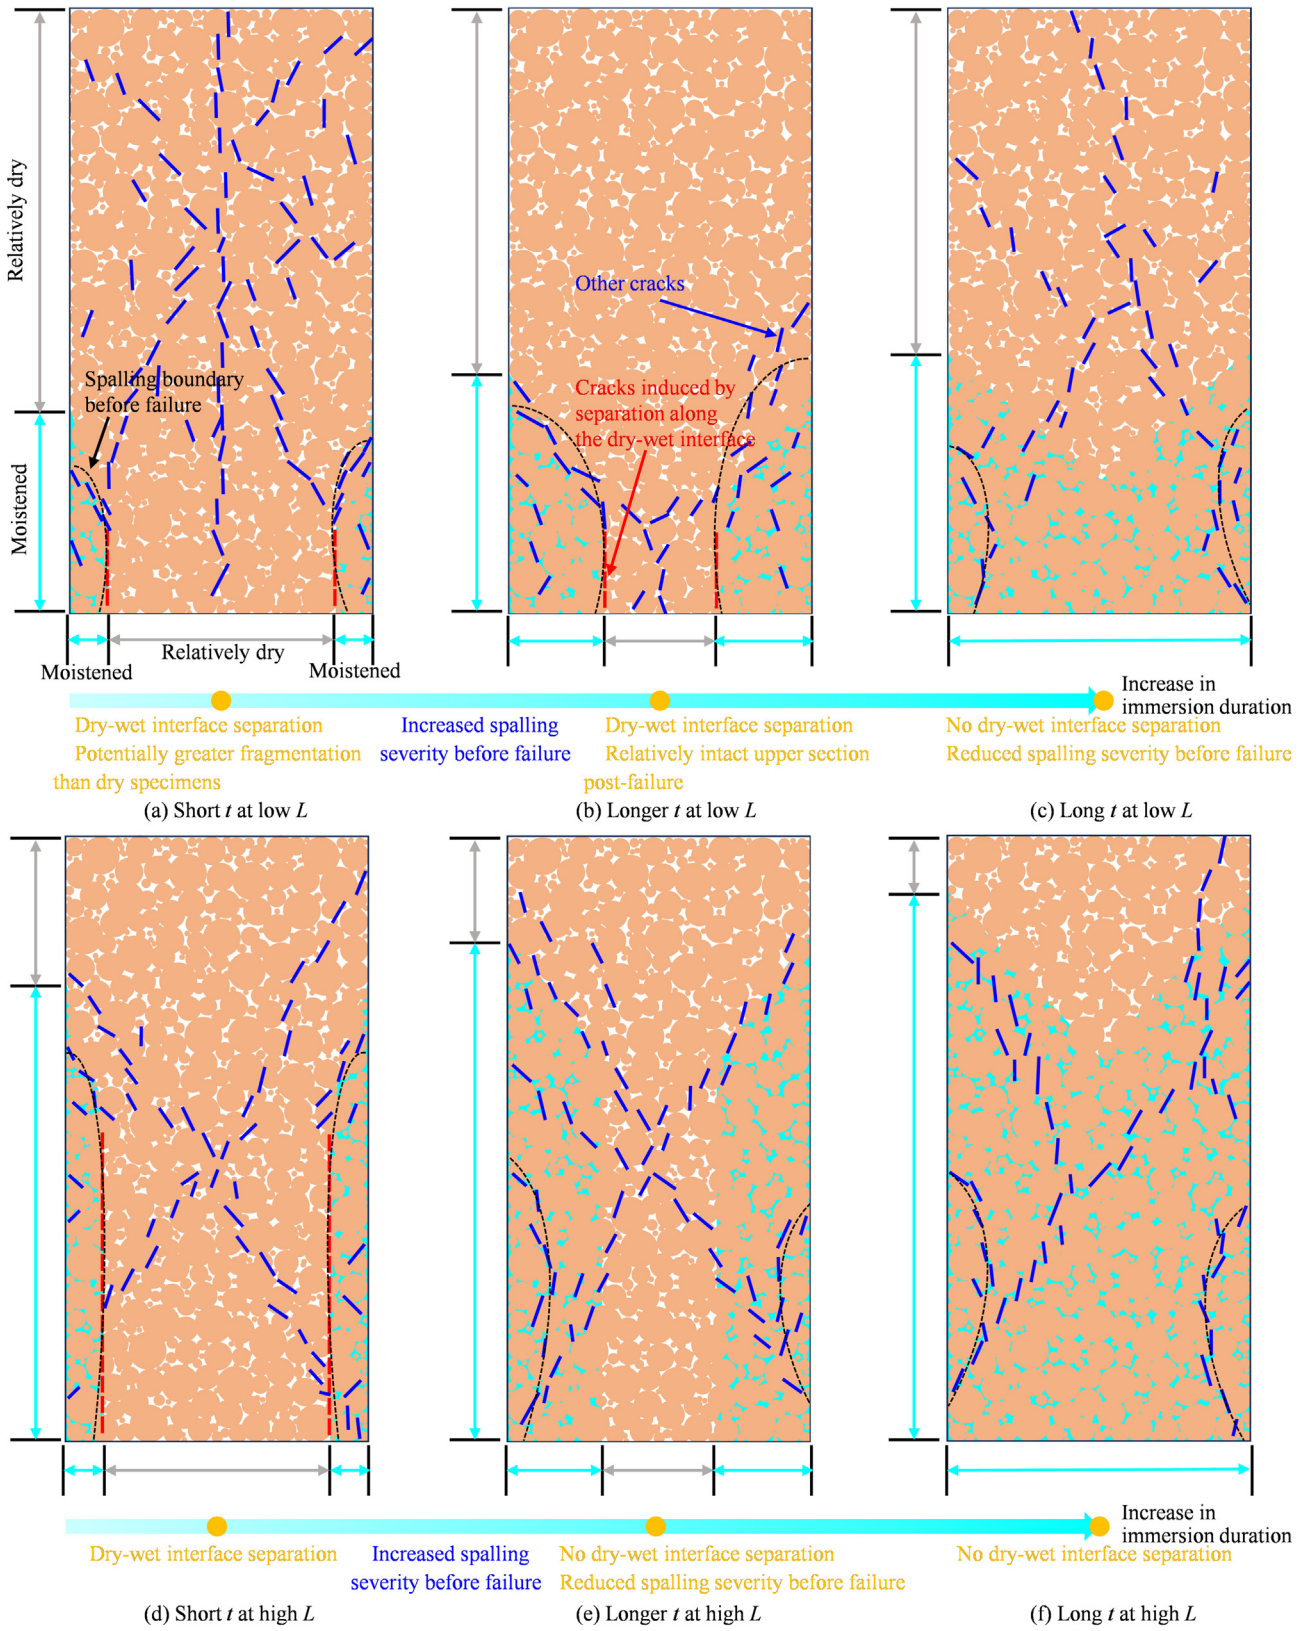 Relatively dry
Moistened
Spalling boundary
before failure
Other cracks
Cracks induced by
separation along
the dry-wet interface
Relatively dry
Moistened
Moistened
Increase in
immersion duration
Dry-wet interface separation
Potentially greater fragmentation
than dry specimens
Increased spalling
severity before failure
Dry-wet interface separation
Relatively intact upper section
post-failure
No dry-wet interface separation
Reduced spalling severity before failure
(a) Short t at low L
(b) Longer t at low L
(c) Long t at low L
Increase in
immersion duration
Dry-wet interface separation
Increased spalling
severity before failure
No dry-wet interface separation
Reduced spalling severity before failure
No dry-wet interface separation
(d) Short t at high L
(e) Longer t at high L
(f) Long t at high L